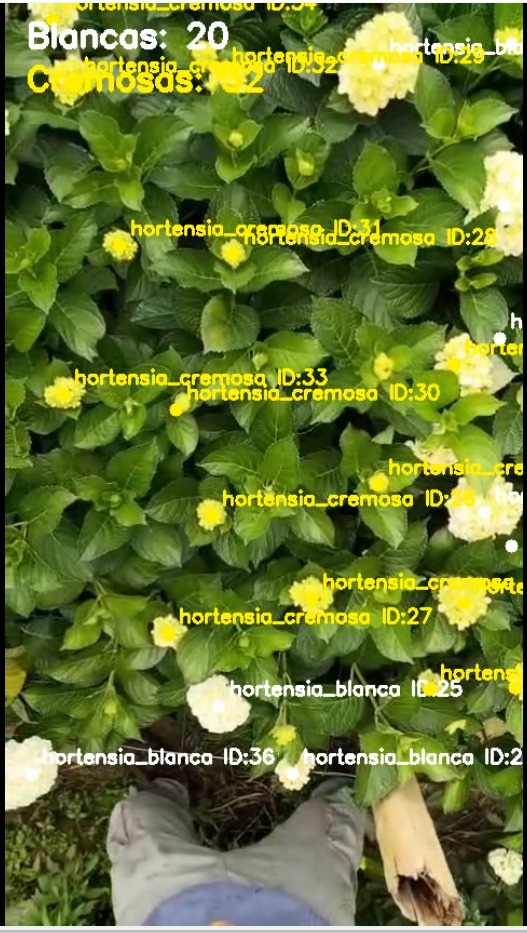 hortensia_cremosa ID:34
Blancas: 20
hortensia_bla
hortensia_cremosa ID:29
hortensia_cremosa ID:32
Cremosas: 32
hortensia_cremosa ID:31
hortensia_cremosa ID:28
h
horten
hortensia_cremosa ID:33
hortensia_cremosa ID:30
hortensia_cre
ho
hortensia_cremosa ID:26
hortensia_cremosa
horte
hortensia_cremosa ID:27
hortens
hortensia_blanca ID:25
hortensia_blanca ID:36
hortensia_blanca ID:2